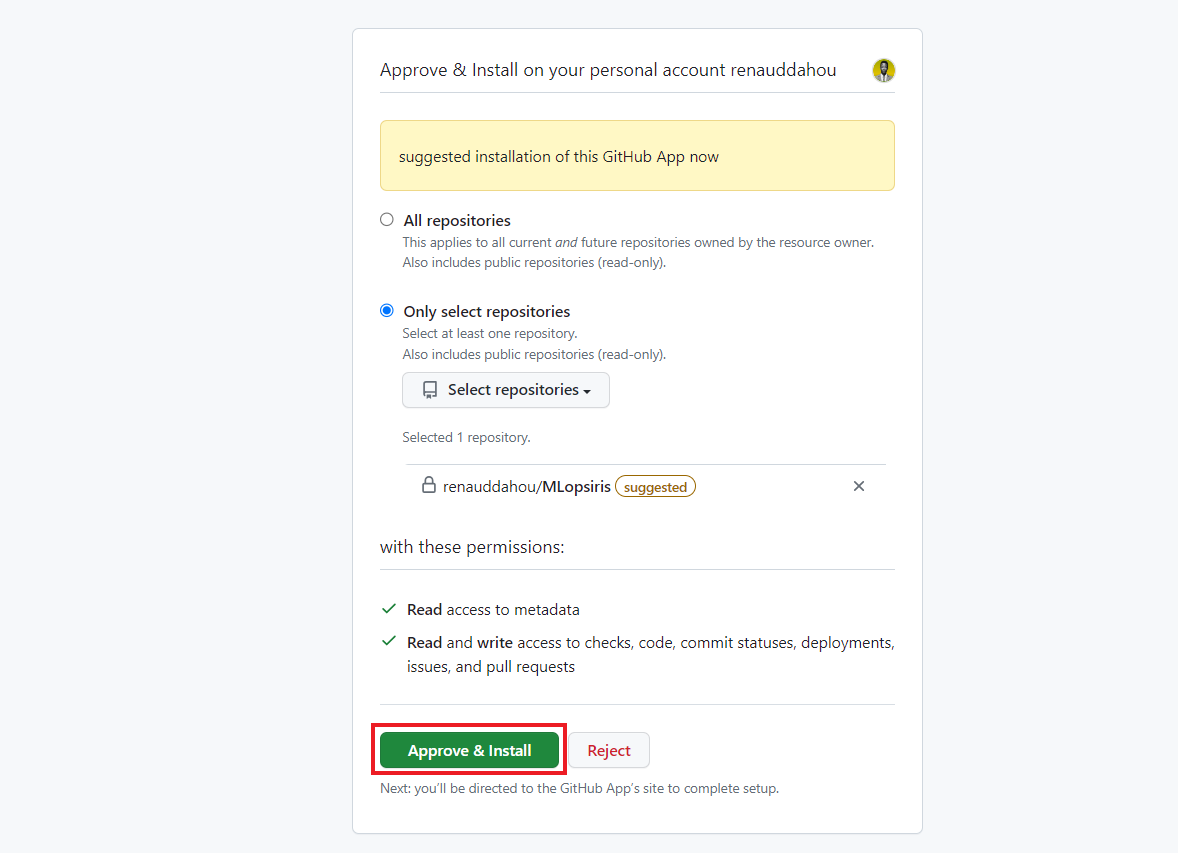 Approve & Install on your personal account renauddahou
suggested installation of this GitHub App now
All repositories
This applies to all current and future repositories owned by the resource owner.
Also includes public repositories (read-only).
Only select repositories
Select at least one repository.
Also includes public repositories (read-only).
Select repositories
Selected 1 repository.
renauddahou/MLopsiris suggested
with these permissions:
Read access to metadata
Read and write access to checks, code, commit statuses, deployments,
issues, and pull requests
Approve & Install Reject
Next: you’ll be directed to the GitHub App’s site to complete setup.